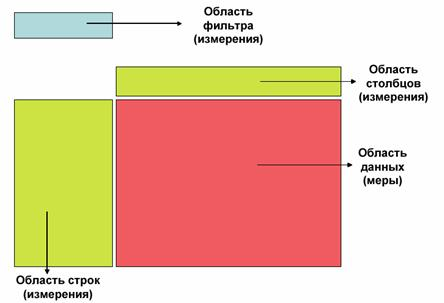 Область
фильтра
(измерения)
Область
столбцов
(измерения)
Область
данных
(меры)
Область строк
(измерения)